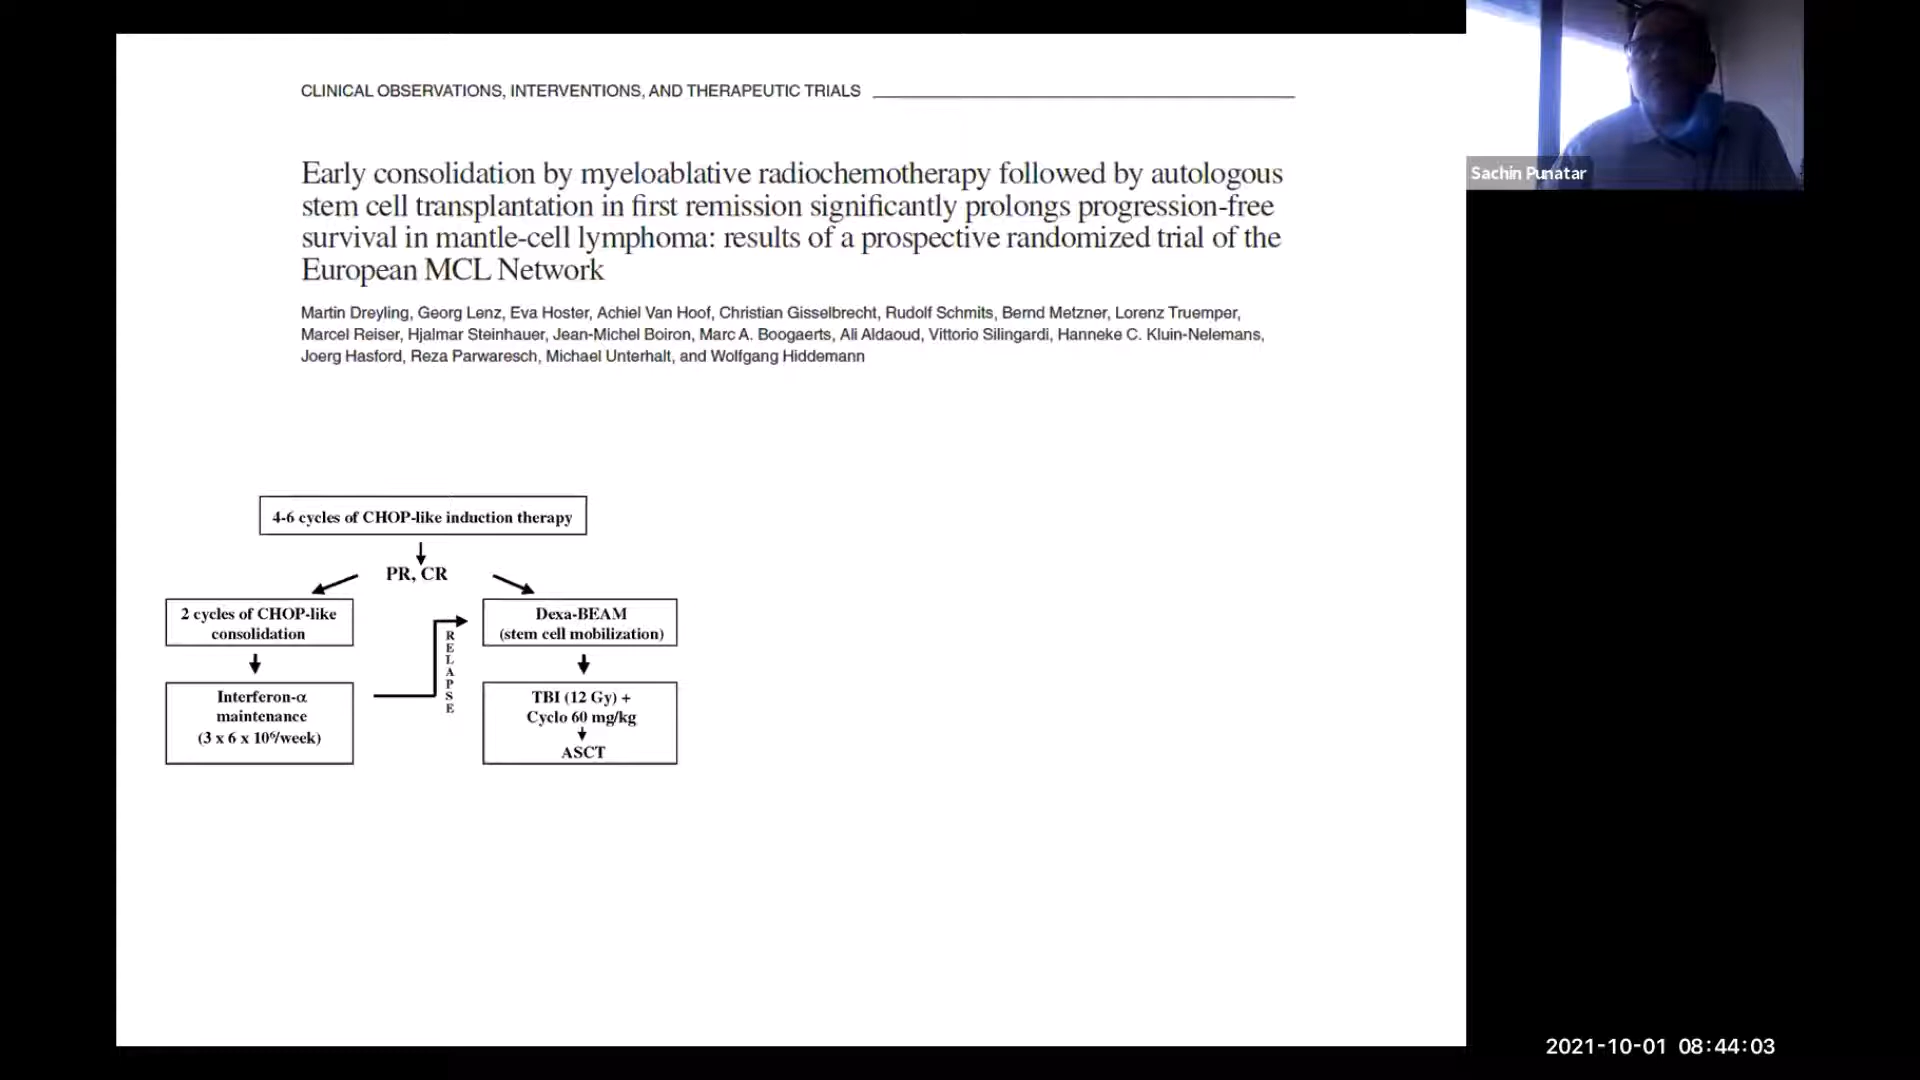 CLINICAL OBSERVATIONS, INTERVENTIONS, AND THERAPEUTIC TRIALS
Early consolidation by myeloablative radiochemotherapy followed by autologous
stem cell transplantation in first remission significantly prolongs progression-free
survival in mantle-cell lymphoma: results of a prospective randomized trial of the
European MCL Network
Martin Dreyling, Georg Lenz, Eva Hoster, Achiel Van Hoof, Christian Gisselbrecht, Rudolf Schmits, Bernd Metzner, Lorenz Truemper,
Marcel Reiser, Hjalmar Steinhauer, Jean-Michel Boiron, Marc A. Boogaerts, Ali Aldaoud, Vittorio Silingardi, Hanneke C. Kluin-Nelemans,
Joerg Hasford, Reza Parwaresch, Michael Unterhalt, and Wolfgang Hiddemann
4-6 cycles of CHOP-like induction therapy
PR, CR
2 cycles of CHOP-like
consolidation
Interferon-α
maintenance
(3 x 6 x 10⁶/week)
RELAPSE
Dexa-BEAM
(stem cell mobilization)
TBI (12 Gy) +
Cyclo 60 mg/kg
ASCT
Sachin Punatar
2021-10-01 08:44:03